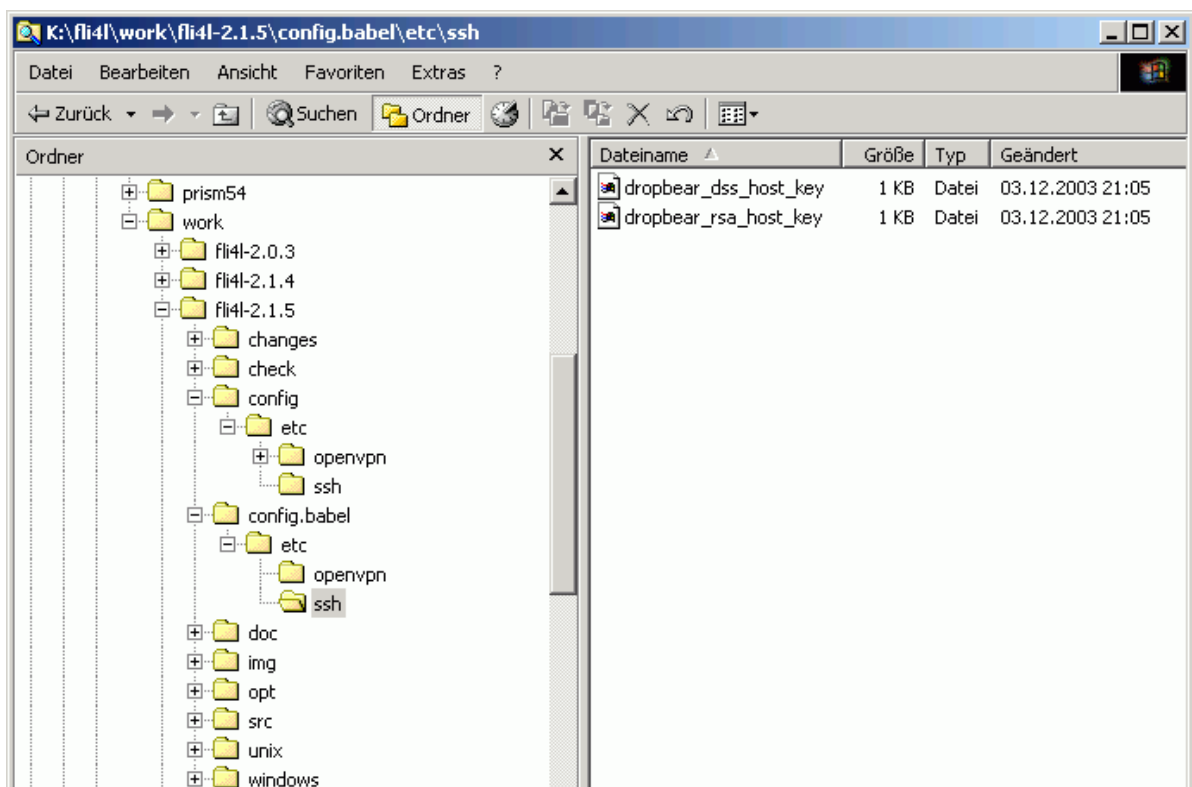 K:\fli4l\work\fli4l-2.1.5\config.babel\etc\ssh
Datei Bearbeiten Ansicht Favoriten Extras ?
Zurück Suchen Ordner
Ordner
prism54
work
fli4l-2.0.3
fli4l-2.1.4
fli4l-2.1.5
changes
check
config
etc
openvpn
ssh
config.babel
etc
openvpn
ssh
doc
img
opt
src
unix
windows
Dateiname Größe Typ Geändert
dropbear_dss_host_key 1 KB Datei 03.12.2003 21:05
dropbear_rsa_host_key 1 KB Datei 03.12.2003 21:05